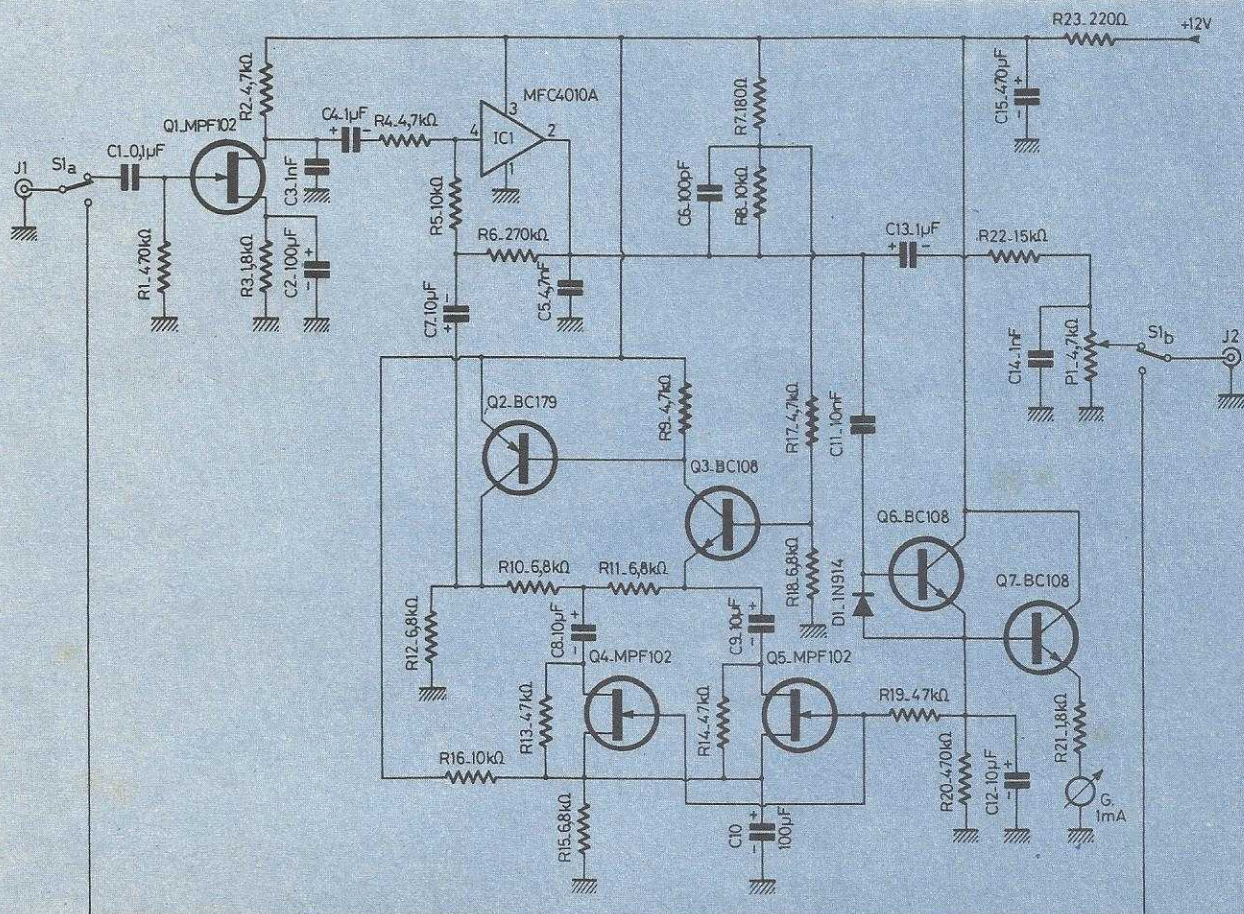 R23_220Ω
+12V
R2_4,7kΩ
C15_470µF
+
-
R7_180Ω
MFC4010A
3
C4_1µF
+
-
R4_4,7kΩ
4
IC1
2
1
Q1_MPF102
J1
S1a
C1_0,1µF
C3_1nF
C6_100pF
R8_10kΩ
R5_10kΩ
C13_1µF
+
-
R22_15kΩ
R6_270kΩ
R1_470kΩ
R3_1,8kΩ
C2_100µF
+
-
C5_4,7nF
C7_10µF
-
+
C14_1nF
P1_4,7kΩ
S1b
J2
Q2_BC179
R9_4,7kΩ
R17_4,7kΩ
C11_10nF
Q3_BC108
Q6_BC108
R10_6,8kΩ
R11_6,8kΩ
R18_6,8kΩ
D1_1N914
Q7_BC108
R12_6,8kΩ
C8_10µF
+
-
C9_10µF
+
-
Q4_MPF102
Q5_MPF102
R13_47kΩ
R14_47kΩ
R19_47kΩ
R21_1,8kΩ
R16_10kΩ
R20_470kΩ
C12_10µF
+
-
G.
1mA
R15_6,8kΩ
C10
100µF
+
-